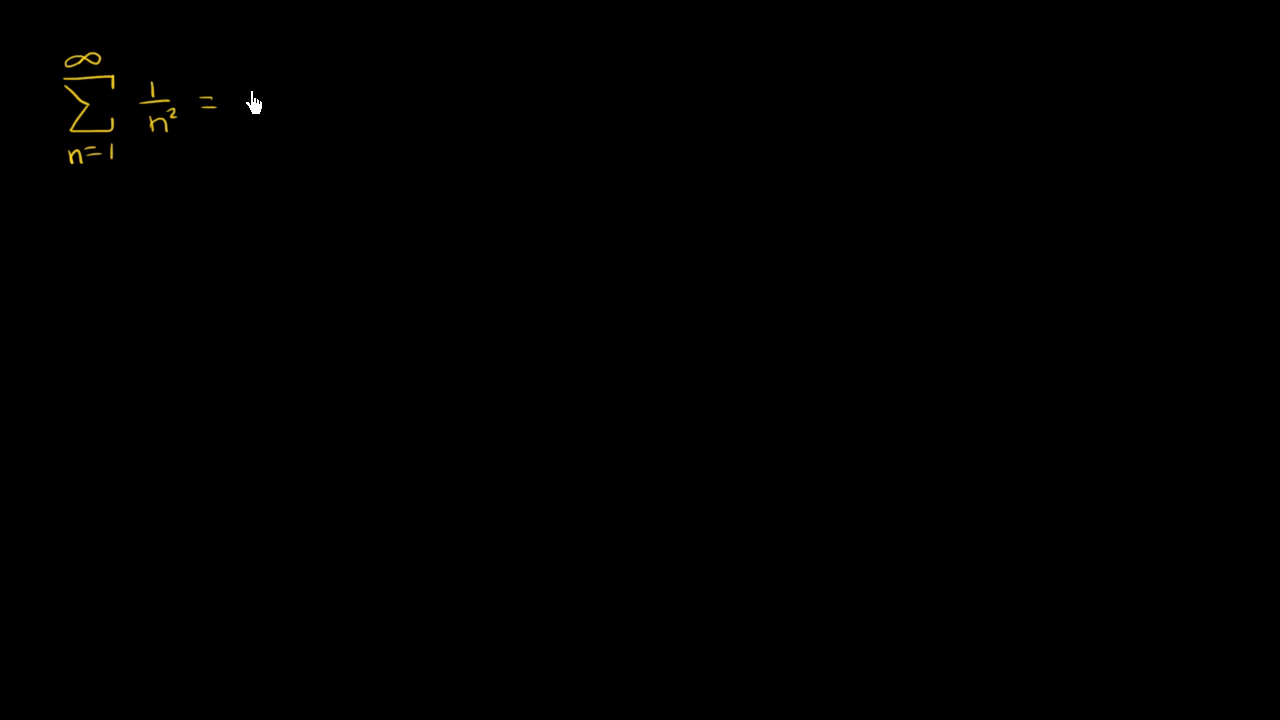 ∞
∑ 1/n² =
n=1